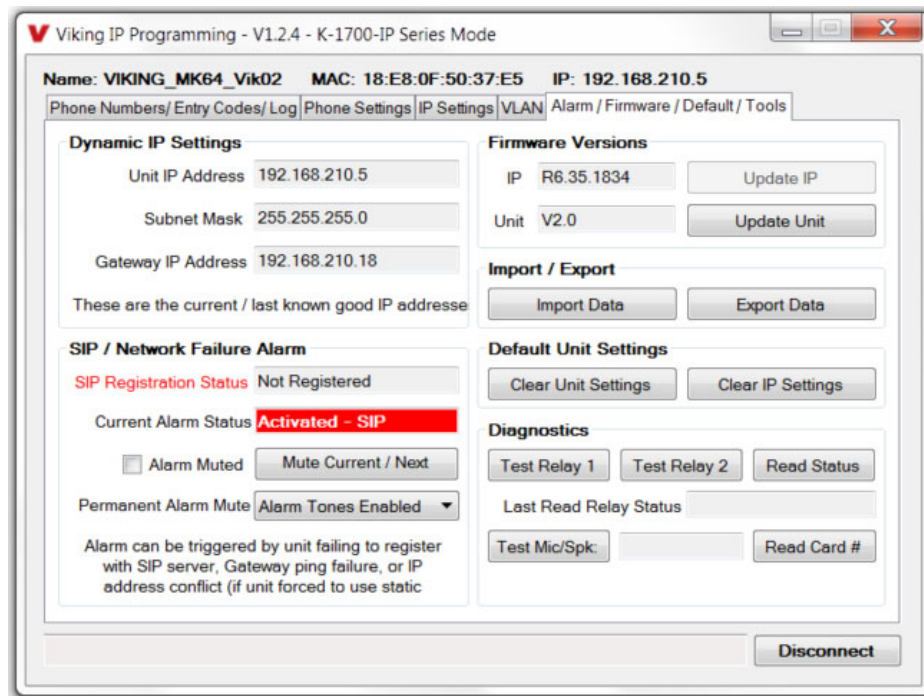 Viking IP Programming - V1.2.4 - K-1700-IP Series Mode
Name: VIKING_MK64_Vik02 MAC: 18:E8:0F:50:37:E5 IP: 192.168.210.5
Phone Numbers/ Entry Codes/ Log Phone Settings IP Settings VLAN Alarm / Firmware / Default / Tools
Dynamic IP Settings
Unit IP Address 192.168.210.5
Subnet Mask 255.255.255.0
Gateway IP Address 192.168.210.18
These are the current / last known good IP addresse
SIP / Network Failure Alarm
SIP Registration Status Not Registered
Current Alarm Status Activated - SIP
Alarm Muted Mute Current / Next
Permanent Alarm Mute Alarm Tones Enabled
Alarm can be triggered by unit failing to register
with SIP server, Gateway ping failure, or IP
address conflict (if unit forced to use static
Firmware Versions
IP R6.35.1834 Update IP
Unit V2.0 Update Unit
Import / Export
Import Data Export Data
Default Unit Settings
Clear Unit Settings Clear IP Settings
Diagnostics
Test Relay 1 Test Relay 2 Read Status
Last Read Relay Status
Test Mic/Spk: Read Card #
Disconnect